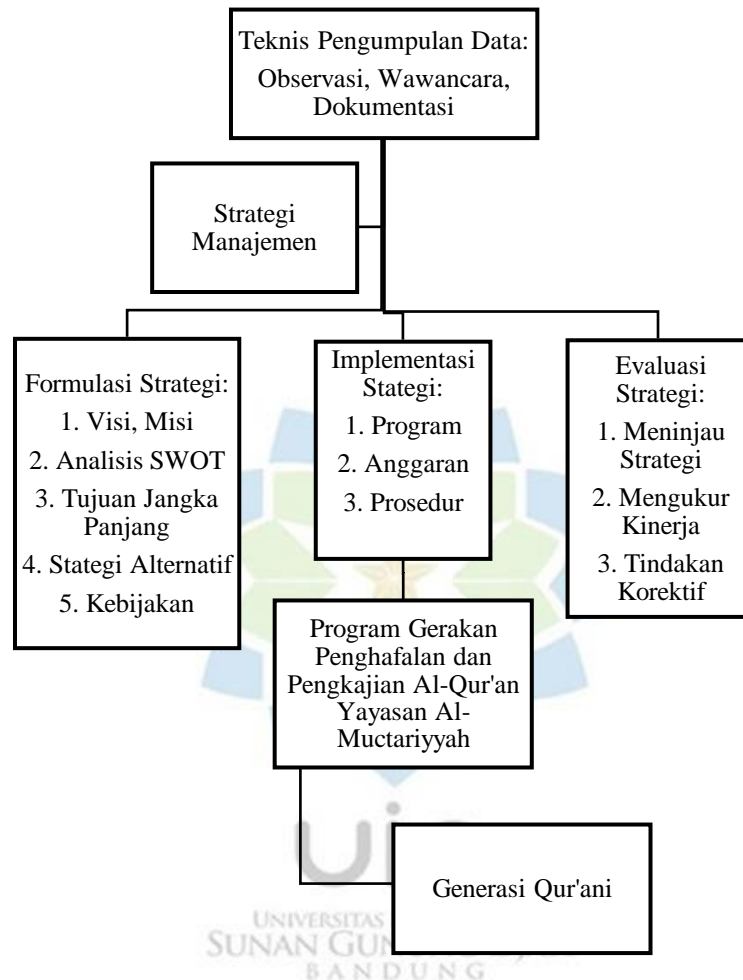 Teknis Pengumpulan Data:
Observasi, Wawancara,
Dokumentasi
Strategi
Manajemen
Formulasi Strategi:
1. Visi, Misi
2. Analisis SWOT
3. Tujuan Jangka
Panjang
4. Stategi Alternatif
5. Kebijakan
Implementasi
Stategi:
1. Program
2. Anggaran
3. Prosedur
Evaluasi
Strategi:
1. Meninjau
Strategi
2. Mengukur
Kinerja
3. Tindakan
Korektif
Program Gerakan
Penghafalan dan
Pengkajian Al-Qur'an
Yayasan Al-
Muctariyyah
Generasi Qur'ani
UNIVERSITAS
SUNAN
BANDUNG